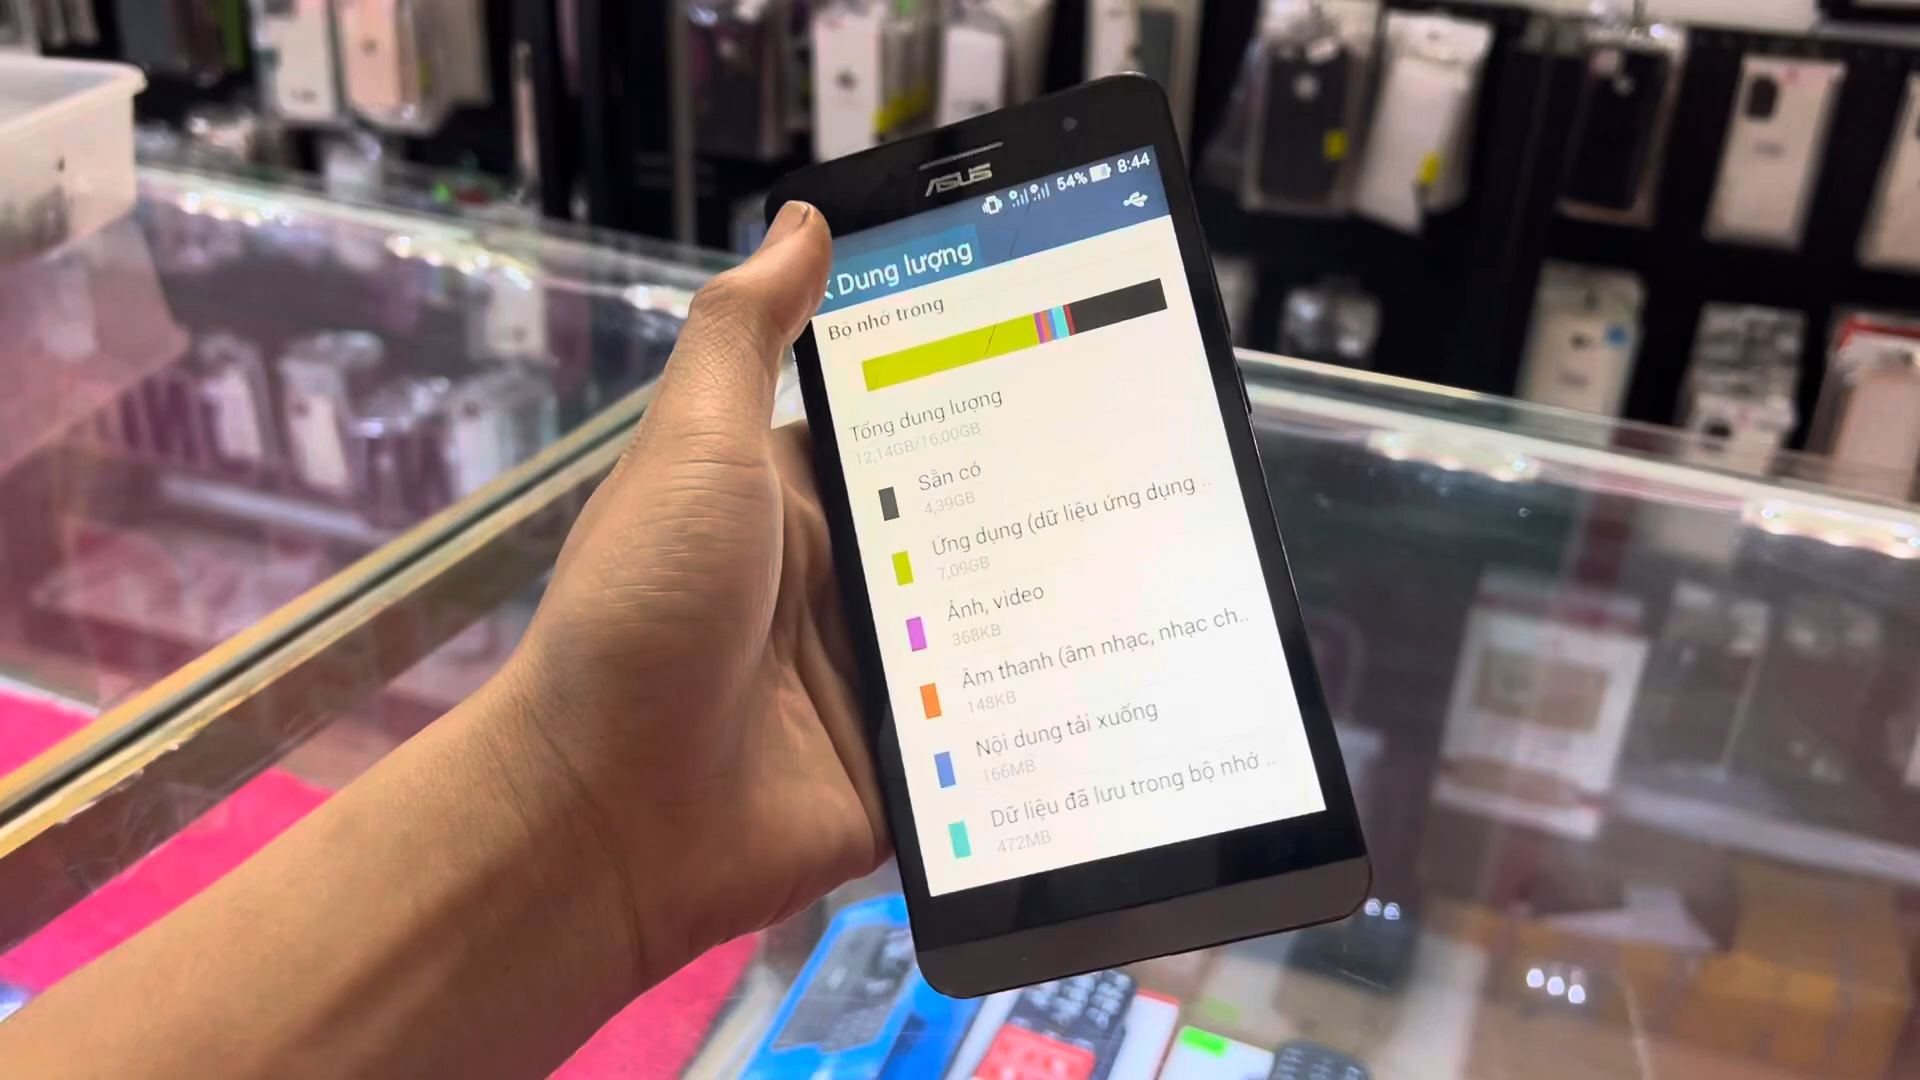 ASUS
54% 8:44
Dung lượng
Bộ nhớ trong
Tổng dung lượng
12,14GB/16,00GB
Sẵn có
4,39GB
Ứng dụng (dữ liệu ứng dụng ..
7,09GB
Ảnh, video
368KB
Âm thanh (âm nhạc, nhạc ch..
148KB
Nội dung tải xuống
166MB
Dữ liệu đã lưu trong bộ nhớ ..
472MB